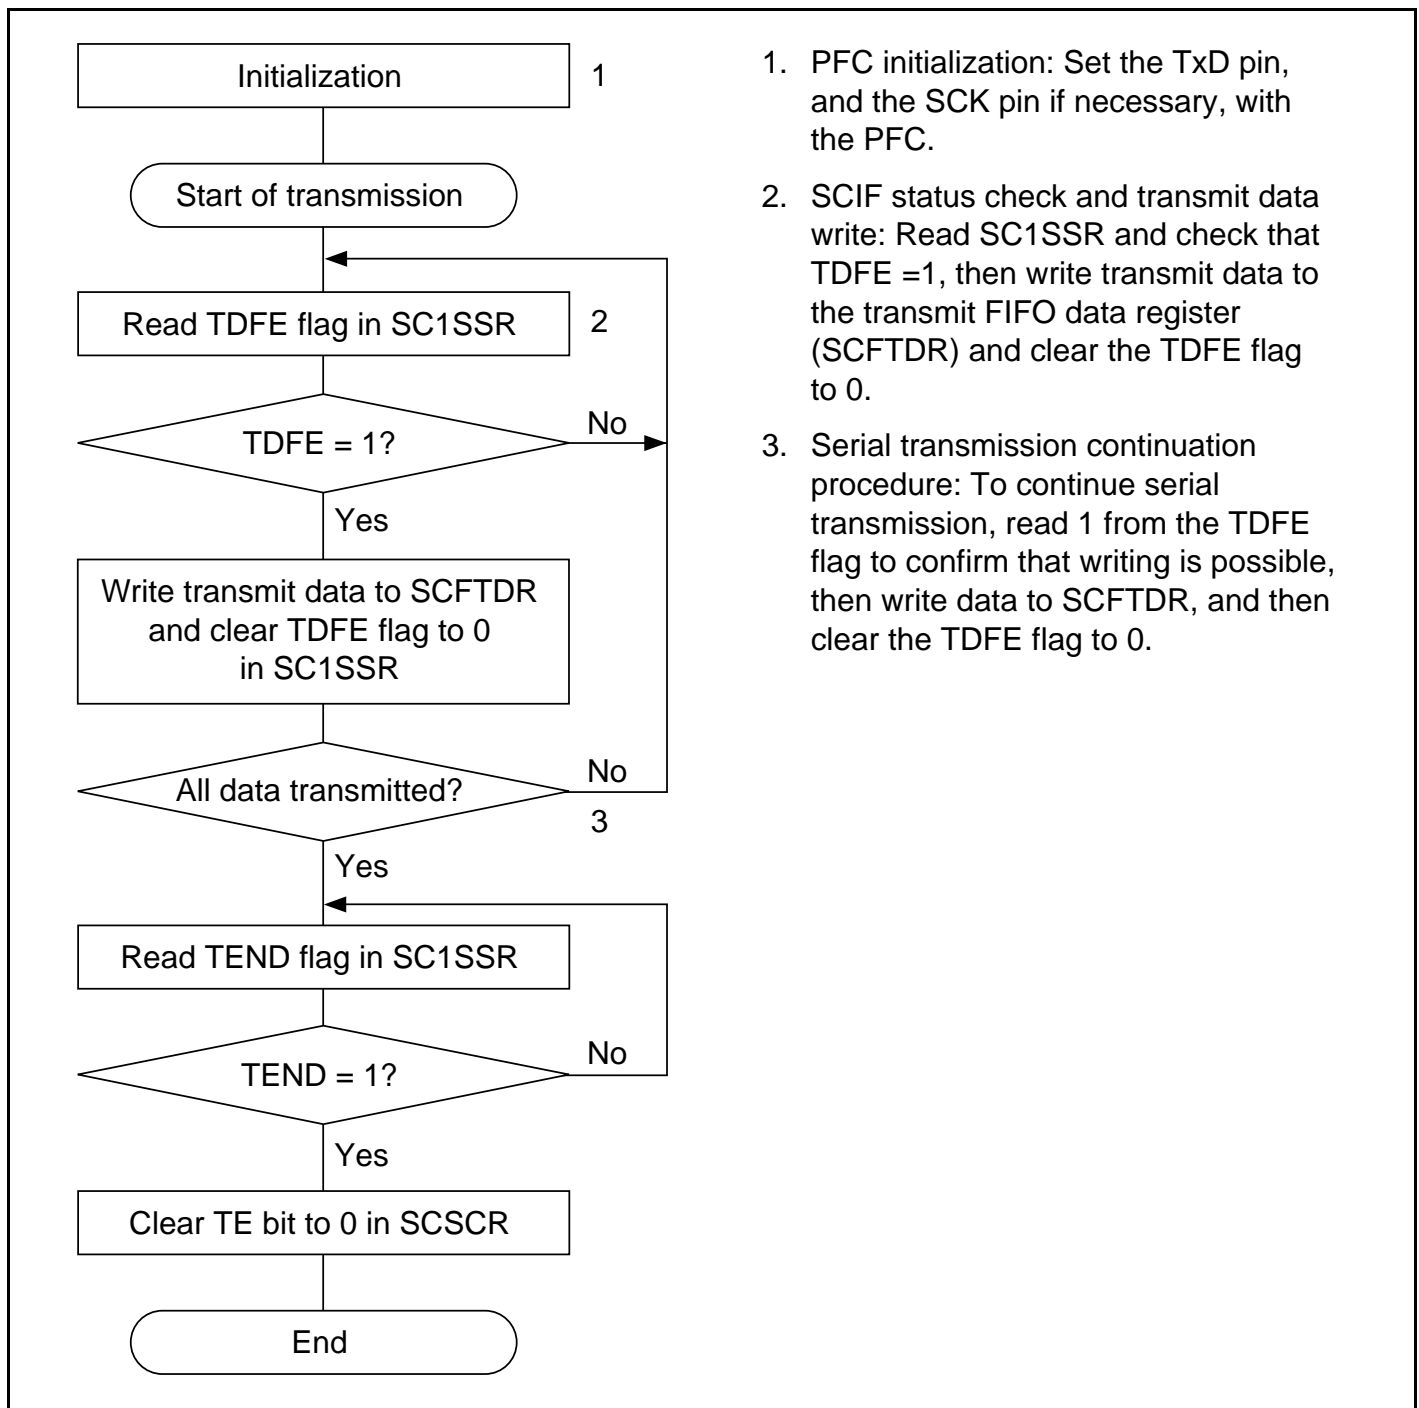 Initialization 1
Start of transmission
Read TDFE flag in SC1SSR 2
TDFE = 1?
No
Yes
Write transmit data to SCFTDR
and clear TDFE flag to 0
in SC1SSR
All data transmitted?
No
3
Yes
Read TEND flag in SC1SSR
TEND = 1?
No
Yes
Clear TE bit to 0 in SCSCR
End
1. PFC initialization: Set the TxD pin,
and the SCK pin if necessary, with
the PFC.
2. SCIF status check and transmit data
write: Read SC1SSR and check that
TDFE =1, then write transmit data to
the transmit FIFO data register
(SCFTDR) and clear the TDFE flag
to 0.
3. Serial transmission continuation
procedure: To continue serial
transmission, read 1 from the TDFE
flag to confirm that writing is possible,
then write data to SCFTDR, and then
clear the TDFE flag to 0.